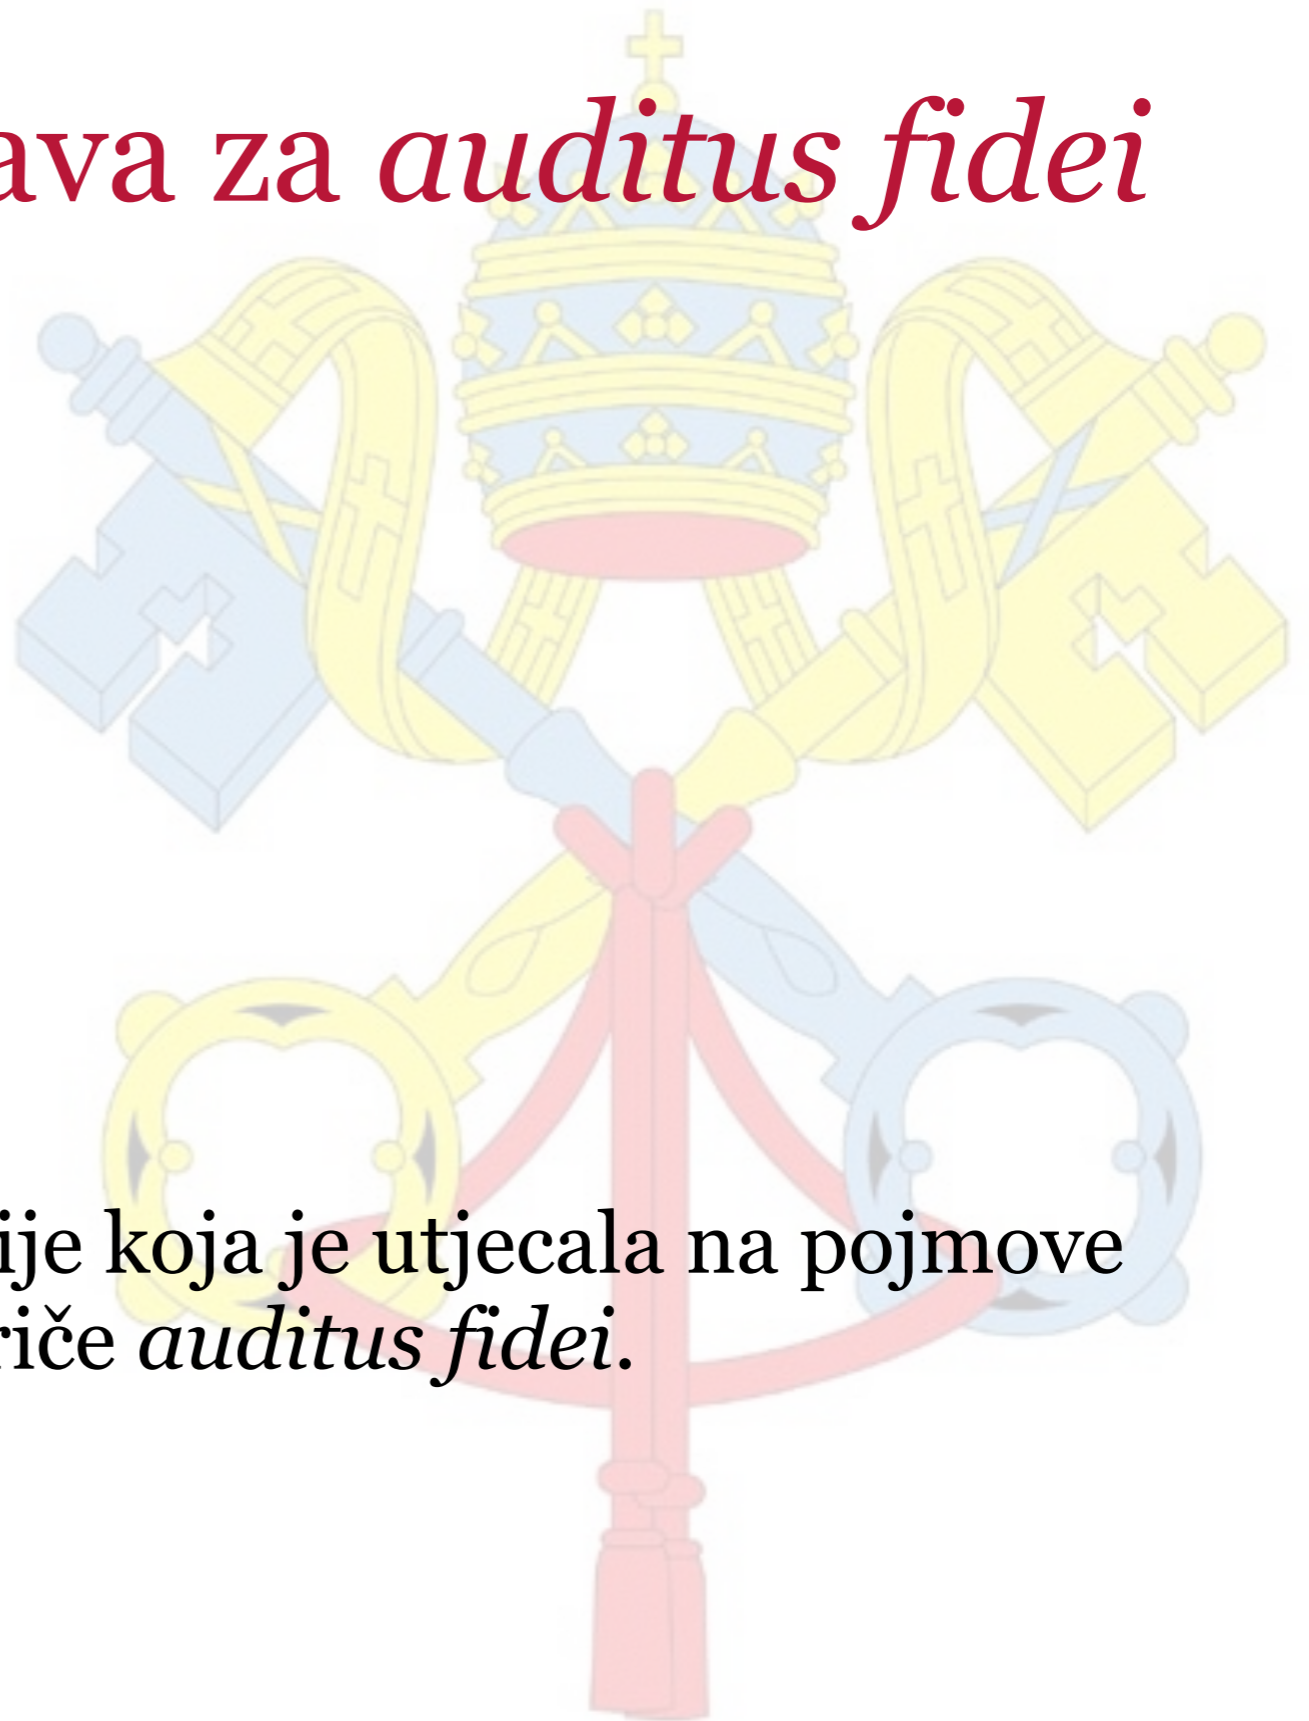 ava za auditus fidei
ije koja je utjecala na pojmove
riče auditus fidei.